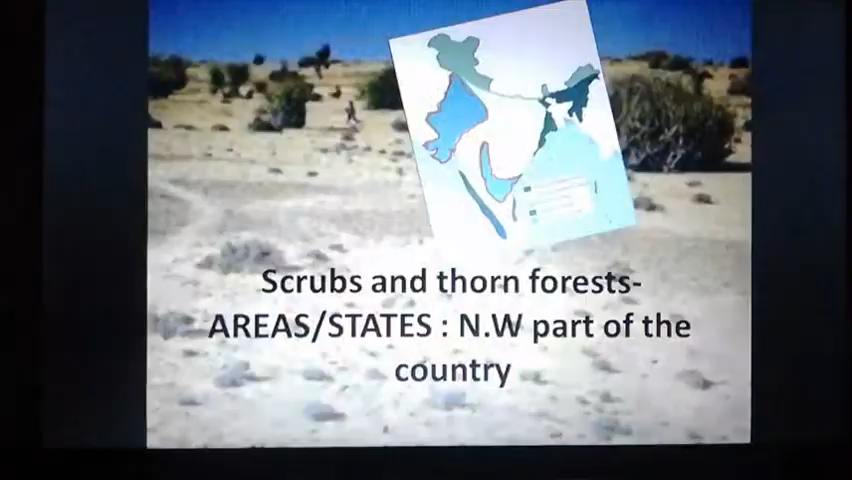 Scrubs and thorn forests-
AREAS/STATES : N.W part of the
country